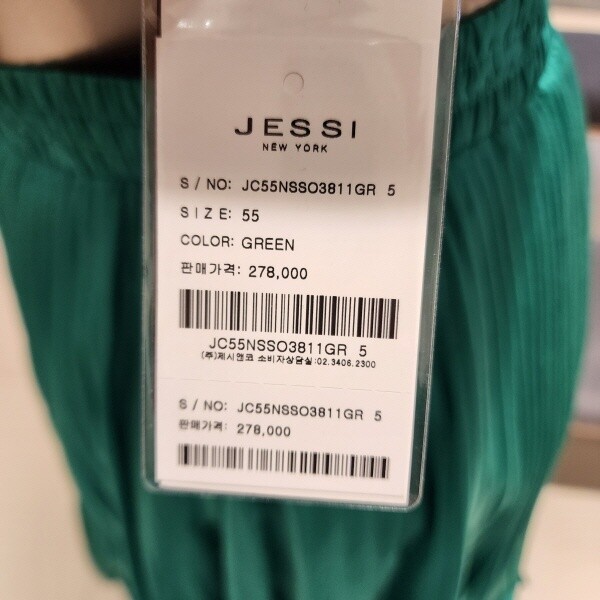 JESSI
NEW YORK
S / NO: JC55NSSO3811GR 5
SIZE: 55
COLOR: GREEN
판매가격: 278,000
JC55NSSO3811GR 5
(주)제시앤코 소비자상담실:02.3406.2300
S / NO: JC55NSSO3811GR 5
판매가격: 278,000